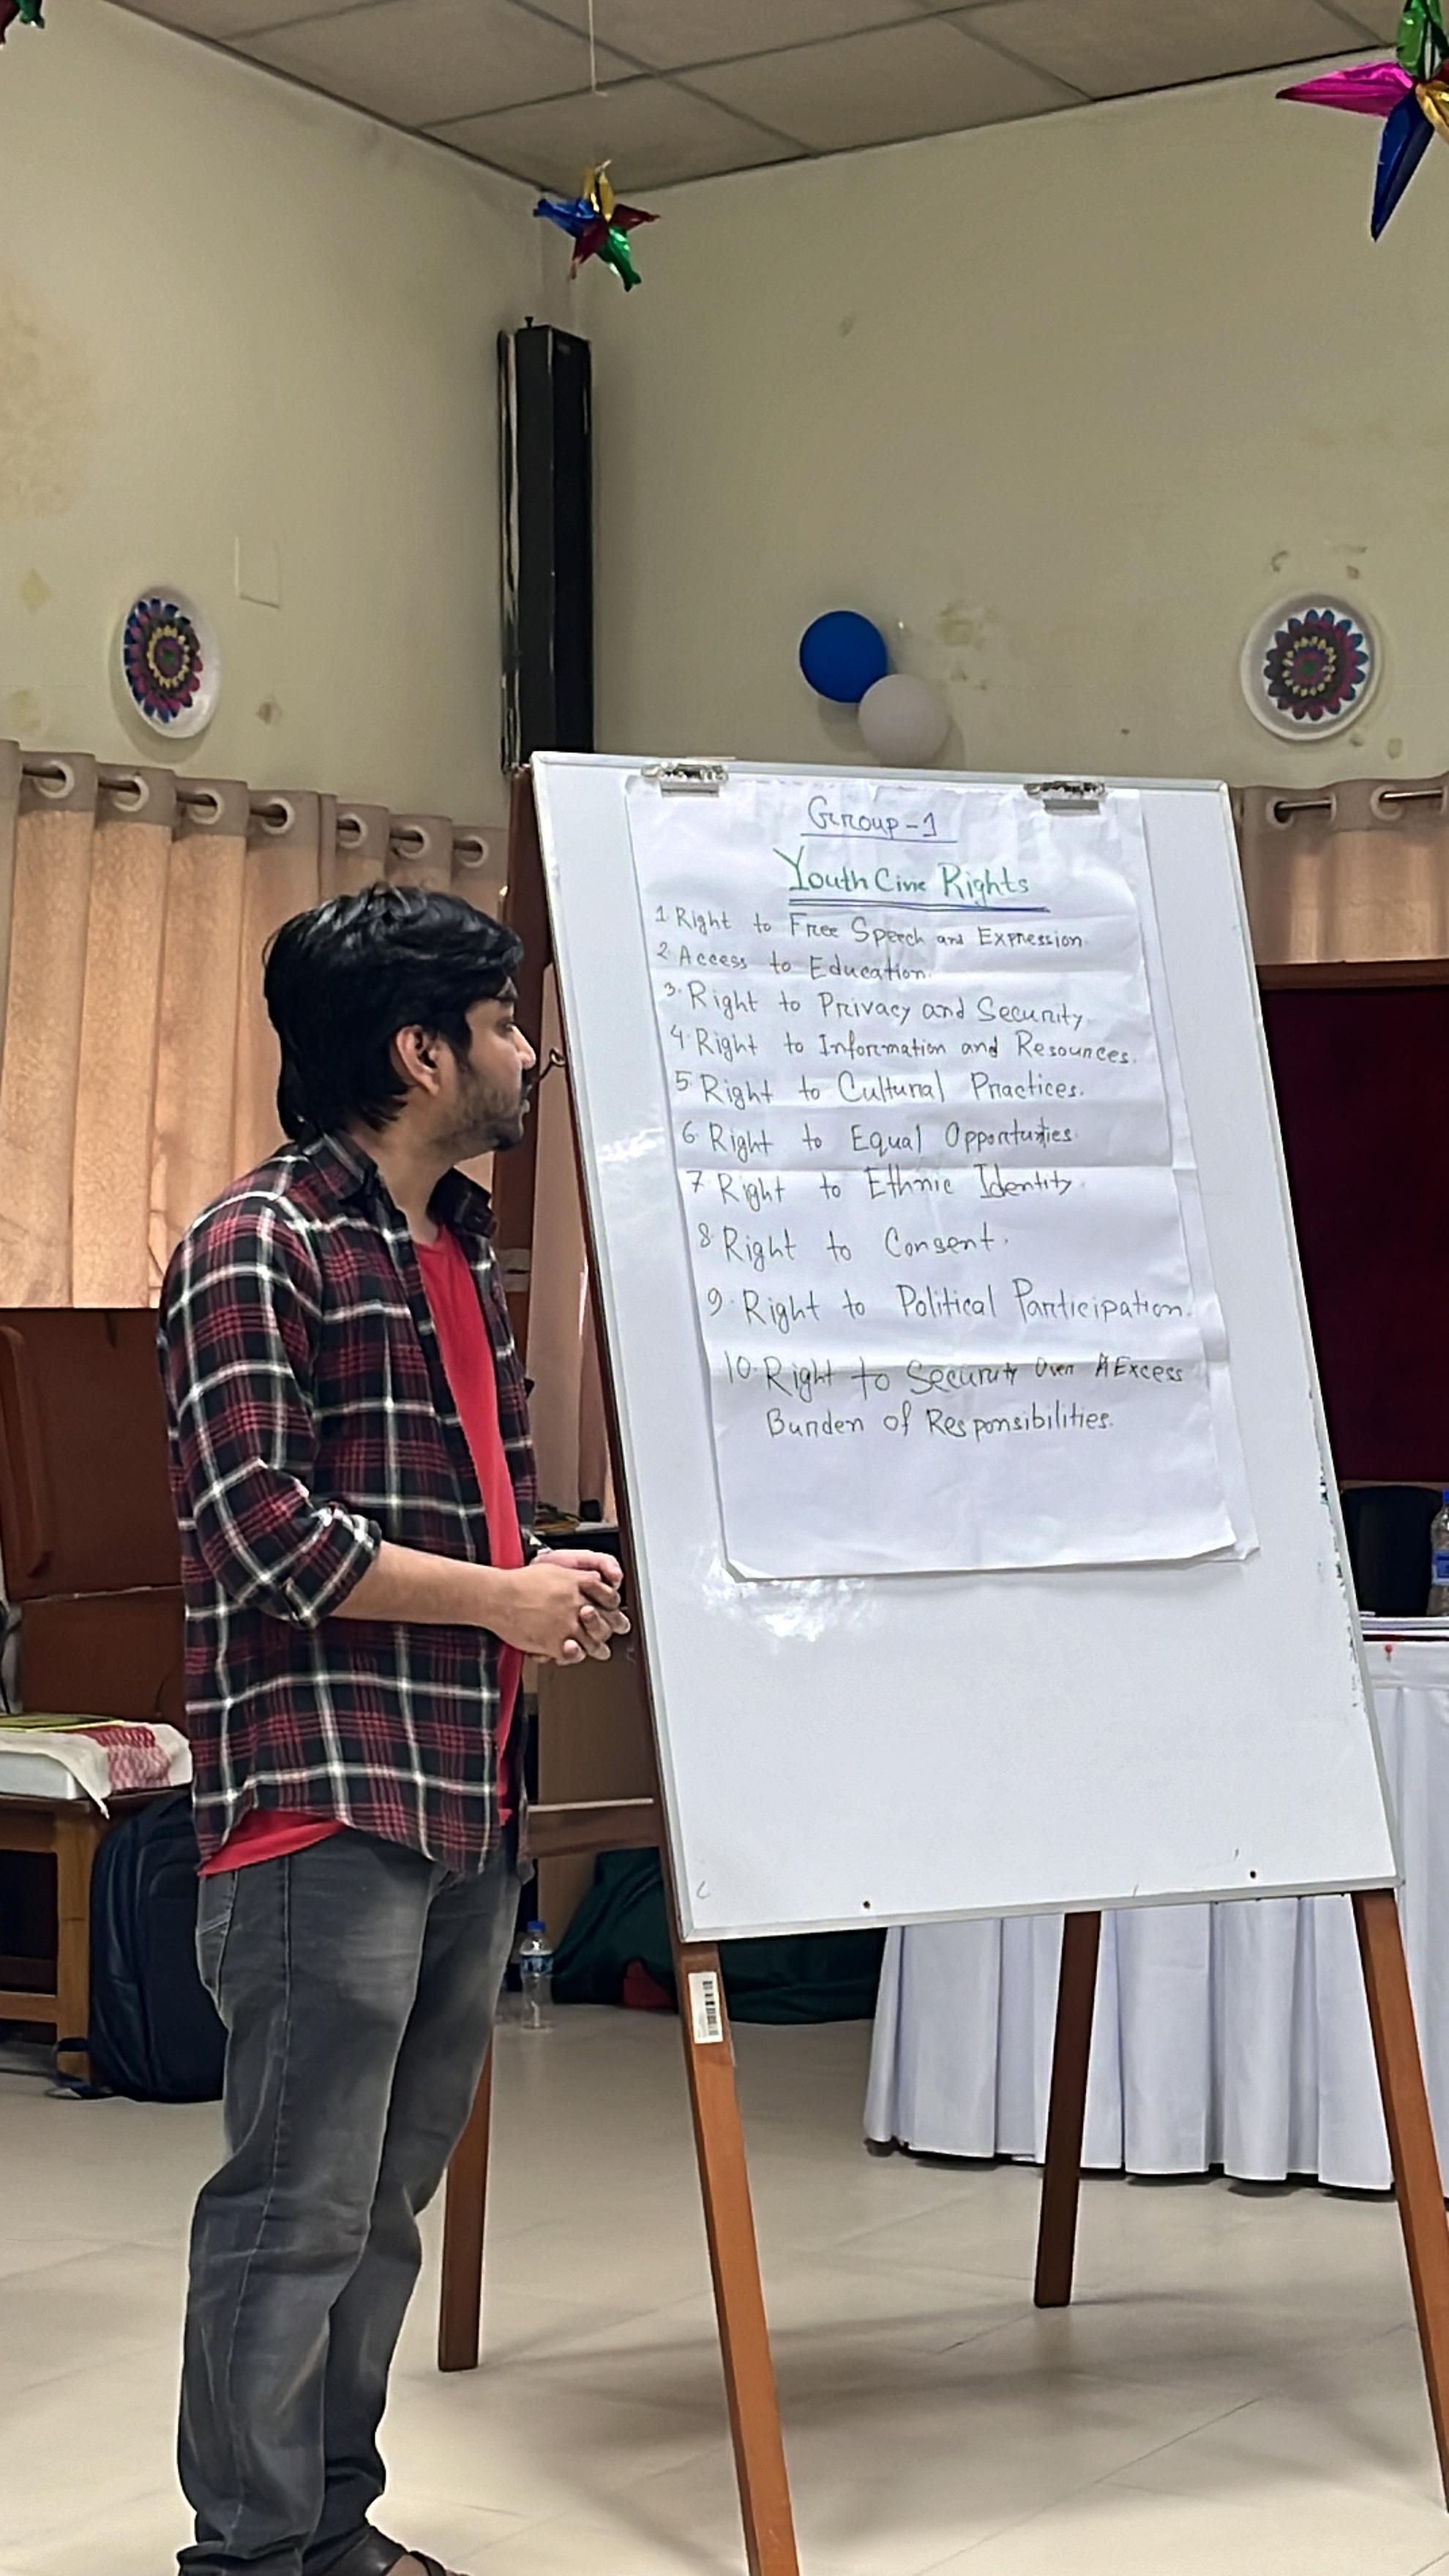 Group-1
Youth Civic Rights
1. Right to Free Speech and Expression.
2. Access to Education.
3. Right to Privacy and Security.
4. Right to Information and Resources.
5. Right to Cultural Practices.
6. Right to Equal Opportunities.
7. Right to Ethnic Identity.
8. Right to Consent.
9. Right to Political Participation.
10. Right to Security Over Excess
Burden of Responsibilities.